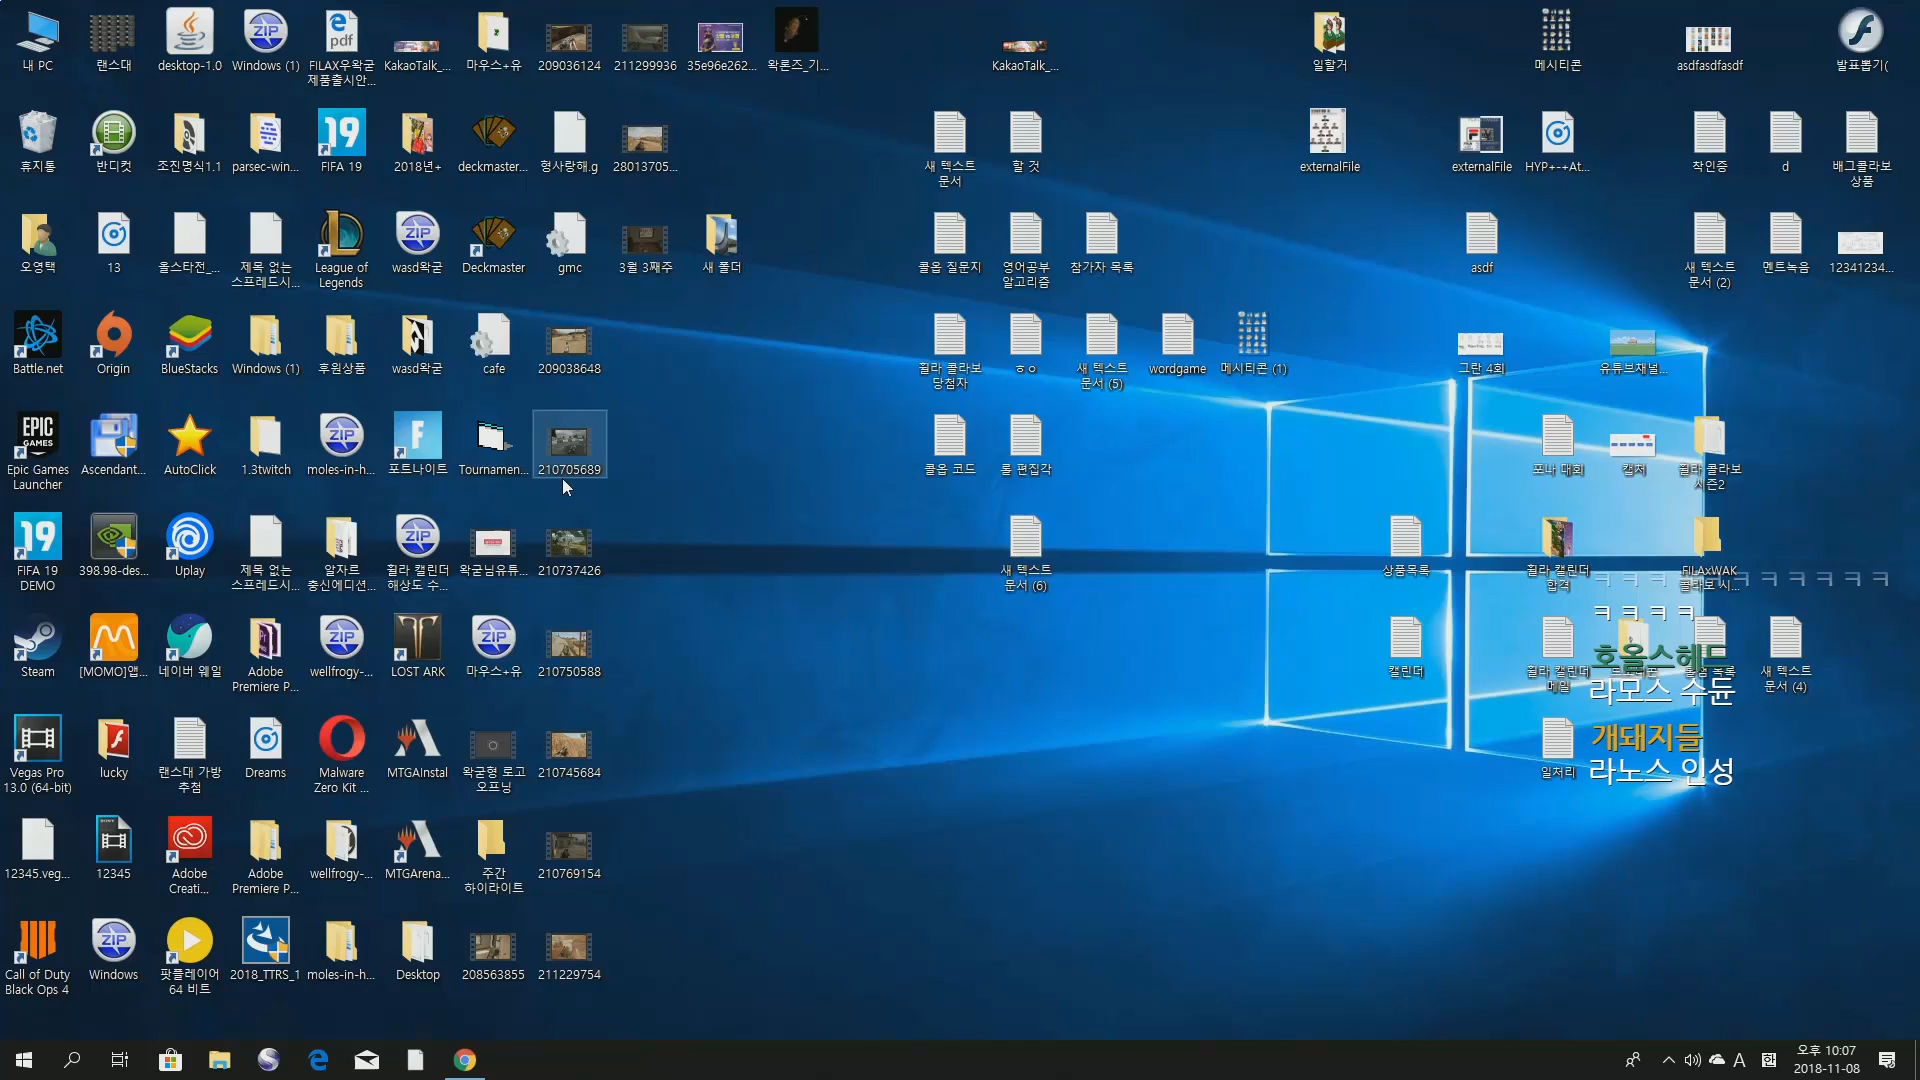 내 PC
랜스대
desktop-1.0
Windows (1)
FILAX우왁굳
제품출시안...
KakaoTalk_...
마우스+유
209036124
211299936
35e96e262...
왁론즈_기...
KakaoTalk_...
일할거
메시티콘
asdfasdfasdf
발표뽑기(
휴지통
반디컷
조진명식1.1
parsec-win...
FIFA 19
2018년+
deckmaster...
형사랑해.g
28013705...
새 텍스트
문서
할 것
externalFile
externalFile
HYP+-+At...
착인증
d
배그콜라보
상품
오영택
13
올스타전_...
제목 없는
스프레드시...
League of
Legends
wasd왁굳
Deckmaster
gmc
3월 3째주
새 폴더
콜옵 질문지
영어공부
알고리즘
참가자 목록
asdf
새 텍스트
문서 (2)
멘트녹음
12341234...
Battle.net
Origin
BlueStacks
Windows (1)
후원상품
wasd왁굳
cafe
209038648
휠라 콜라보
당첨자
ㅎㅇ
새 텍스트
문서 (5)
wordgame
메시티콘 (1)
그란 4회
유튜브채널...
EPIC
GAMES
Epic Games
Launcher
Ascendant...
AutoClick
1.3twitch
moles-in-h...
포트나이트
Tournamen...
210705689
콜옵 코드
롤 편집각
포나 대회
캡처
휠라 콜라보
시즌2
FIFA 19
DEMO
398.98-des...
Uplay
제목 없는
스프레드시...
알자르
충신에디션...
휠라 캘린더
해상도 수...
왁굳님유튜...
210737426
새 텍스트
문서 (6)
상품목록
휠라 캘린더
합격
FILAxWAK
콜라보 시...
ㅋㅋㅋㅋ
Steam
[MOMO]앱...
네이버 웨일
Adobe
Premiere P...
wellfrogy-...
LOST ARK
마우스+유
210750588
캘린더
휠라 캘린더
메일
새 텍스트
문서 (4)
호올스헤드
라모스 수듄
Vegas Pro
13.0 (64-bit)
lucky
랜스대 가방
추첨
Dreams
Malware
Zero Kit ...
MTGAInstal
왁굳형 로고
오프닝
210745684
일처리
개돼지들
라노스 인성
12345.veg...
12345
Adobe
Creati...
Adobe
Premiere P...
wellfrogy-...
MTGArena...
주간
하이라이트
210769154
Call of Duty
Black Ops 4
Windows
팟플레이어
64 비트
2018_TTRS_1
moles-in-h...
Desktop
208563855
211229754
A
한
오후 10:07
2018-11-08